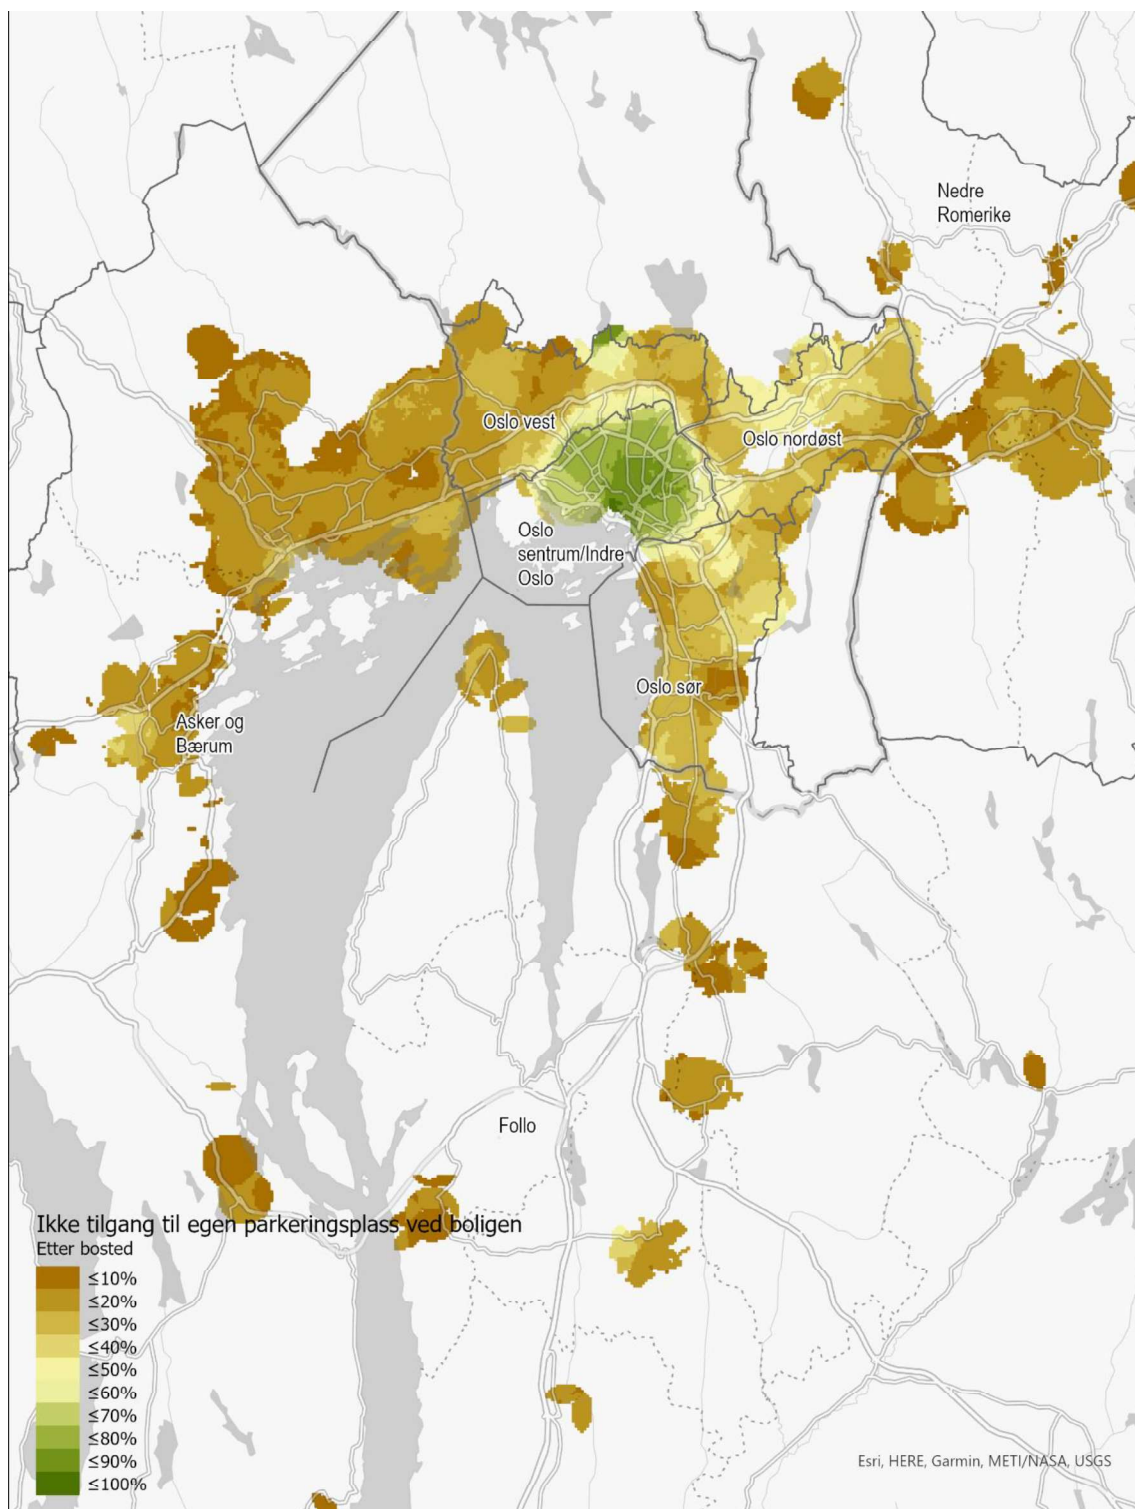 Nedre
Romerike
Oslo vest
Oslo nordøst
Oslo
sentrum/Indre
Oslo
Oslo sør
Asker og
Bærum
Follo
Ikke tilgang til egen parkeringsplass ved boligen
Etter bosted
≤10%
≤20%
≤30%
≤40%
≤50%
≤60%
≤70%
≤80%
≤90%
≤100%
Esri, HERE, Garmin, METI/NASA, USGS